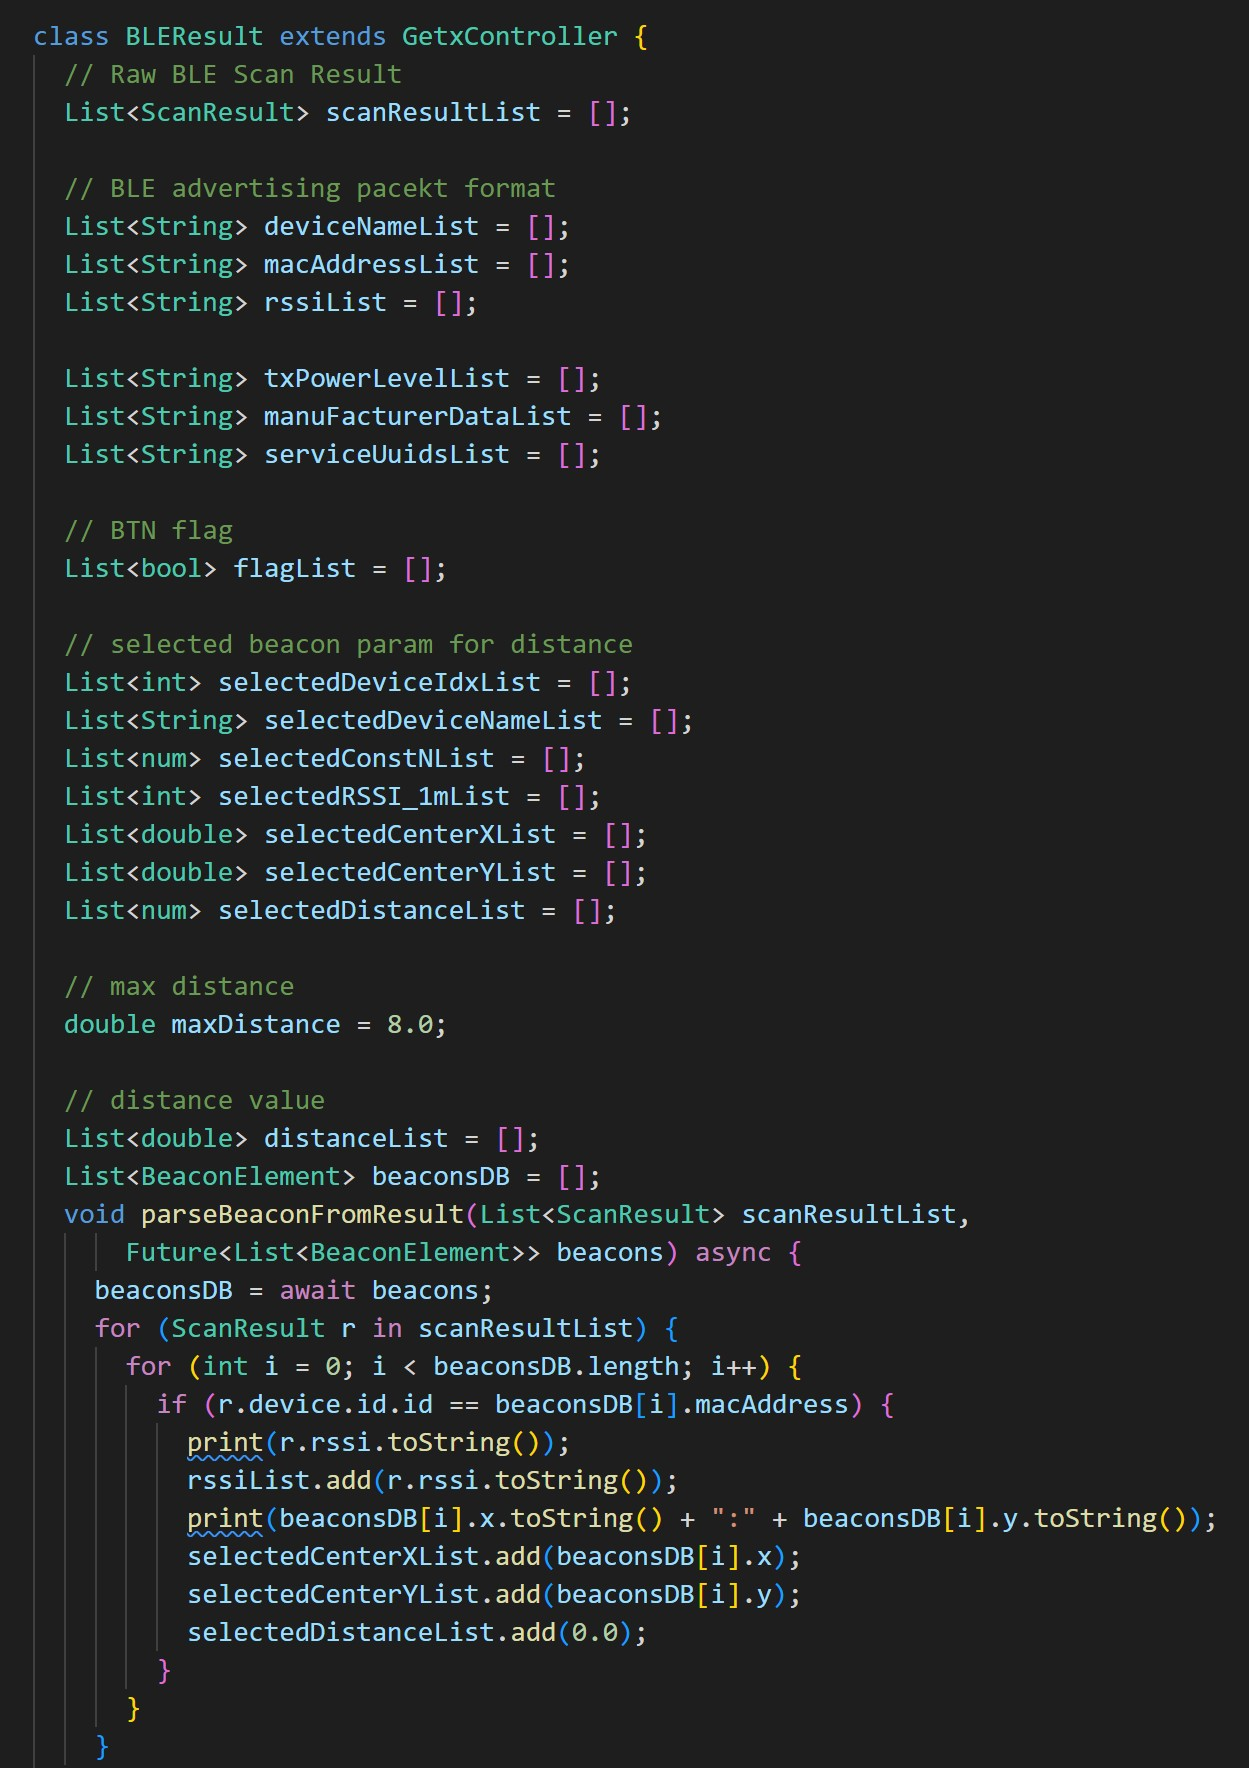 class BLEResult extends GetxController {
// Raw BLE Scan Result
List<ScanResult> scanResultList = [];
// BLE advertising pacekt format
List<String> deviceNameList = [];
List<String> macAddressList = [];
List<String> rssiList = [];
List<String> txPowerLevelList = [];
List<String> manuFacturerDataList = [];
List<String> serviceUuidsList = [];
// BTN flag
List<bool> flagList = [];
// selected beacon param for distance
List<int> selectedDeviceIdxList = [];
List<String> selectedDeviceNameList = [];
List<num> selectedConstNList = [];
List<int> selectedRSSI_1mList = [];
List<double> selectedCenterXList = [];
List<double> selectedCenterYList = [];
List<num> selectedDistanceList = [];
// max distance
double maxDistance = 8.0;
// distance value
List<double> distanceList = [];
List<BeaconElement> beaconsDB = [];
void parseBeaconFromResult(List<ScanResult> scanResultList,
Future<List<BeaconElement>> beacons) async {
beaconsDB = await beacons;
for (ScanResult r in scanResultList) {
for (int i = 0; i < beaconsDB.length; i++) {
if (r.device.id.id == beaconsDB[i].macAddress) {
print(r.rssi.toString());
rssiList.add(r.rssi.toString());
print(beaconsDB[i].x.toString() + ":" + beaconsDB[i].y.toString());
selectedCenterXList.add(beaconsDB[i].x);
selectedCenterYList.add(beaconsDB[i].y);
selectedDistanceList.add(0.0);
}
}
}